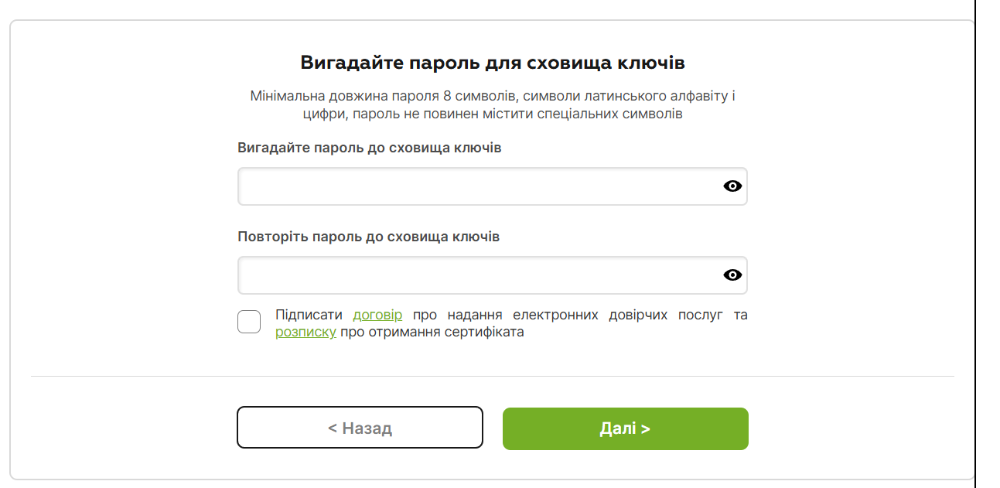 Вигадайте пароль для сховища ключів
Мінімальна довжина пароля 8 символів, символи латинського алфавіту і
цифри, пароль не повинен містити спеціальних символів
Вигадайте пароль до сховища ключів
Повторіть пароль до сховища ключів
Підписати договір про надання електронних довірчих послуг та
розписку про отримання сертифіката
< Назад
Далі >